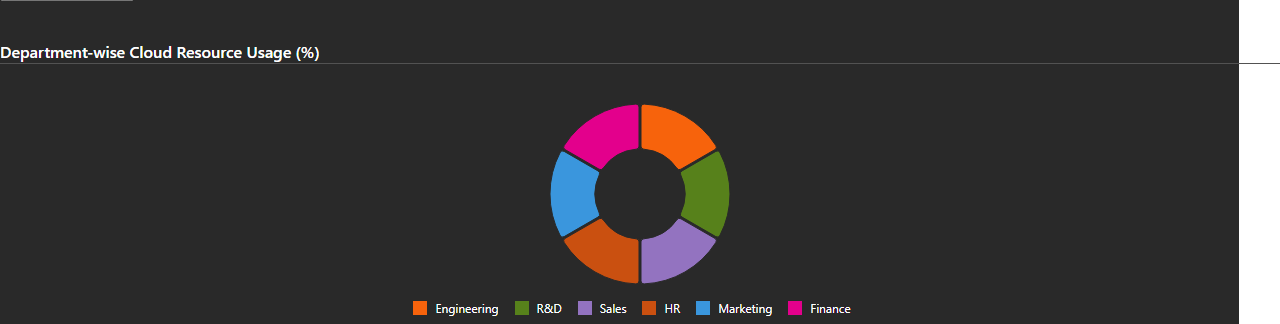 Department-wise Cloud Resource Usage (%)
Engineering R&D Sales HR Marketing Finance